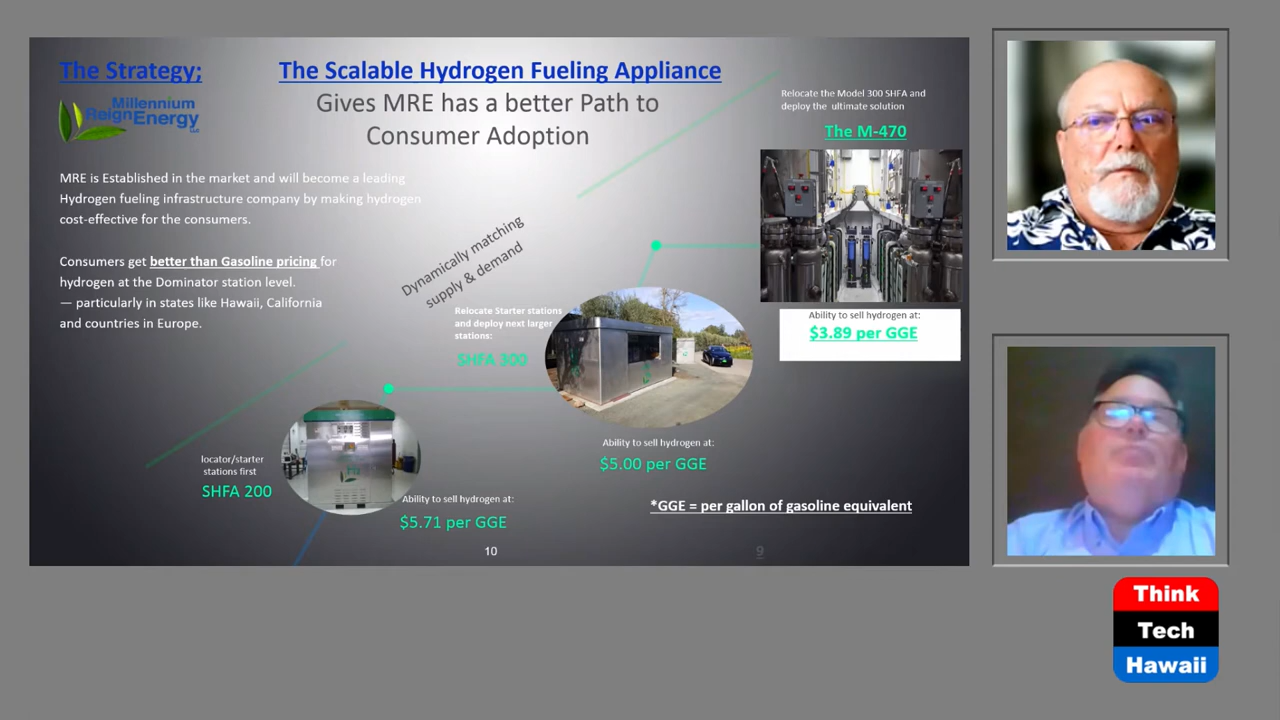 The Strategy;
The Scalable Hydrogen Fueling Appliance
Gives MRE has a better Path to
Consumer Adoption
Millennium
ReignEnergy
LLC
MRE is Established in the market and will become a leading
Hydrogen fueling infrastructure company by making hydrogen
cost-effective for the consumers.
Consumers get better than Gasoline pricing for
hydrogen at the Dominator station level.
— particularly in states like Hawaii, California
and countries in Europe.
Dynamically matching
supply & demand
Relocate the Model 300 SHFA and
deploy the ultimate solution
The M-470
Ability to sell hydrogen at:
$3.89 per GGE
Relocate Starter stations
and deploy next larger
stations:
SHFA 300
Ability to sell hydrogen at:
$5.00 per GGE
locator/starter
stations first
SHFA 200
Ability to sell hydrogen at:
$5.71 per GGE
*GGE = per gallon of gasoline equivalent
10
9
Think
Tech
Hawaii